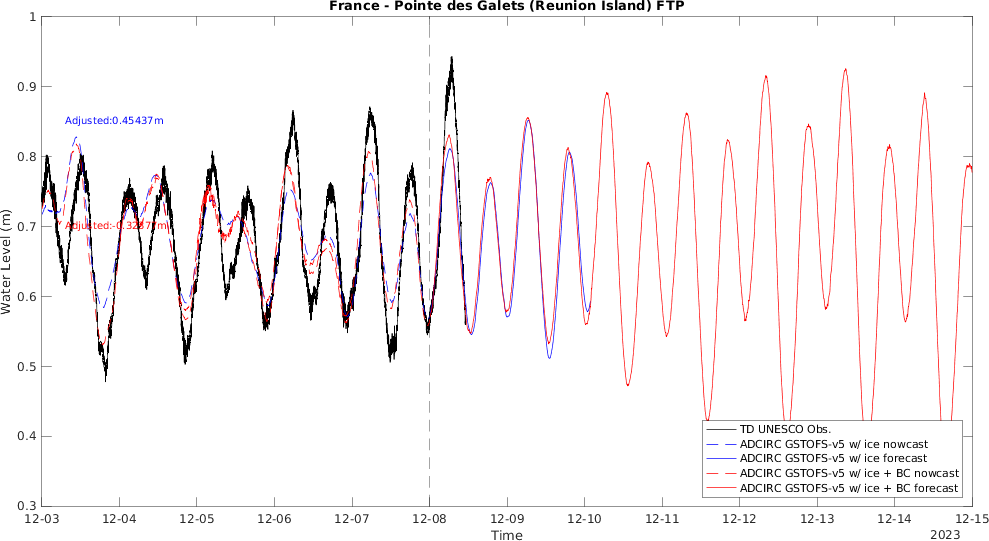 France - Pointe des Galets (Reunion Island) FTP
1
0.9
0.8
0.7
0.6
0.5
0.4
0.3
Water Level (m)
Adjusted:0.45437m
TD UNESCO Obs.
ADCIRC GSTOFS-v5 w/ ice nowcast
ADCIRC GSTOFS-v5 w/ ice forecast
ADCIRC GSTOFS-v5 w/ ice + BC nowcast
ADCIRC GSTOFS-v5 w/ ice + BC forecast
12-03 12-04 12-05 12-06 12-07 12-08 12-09 12-10 12-11 12-12 12-13 12-14 12-15
Time
2023